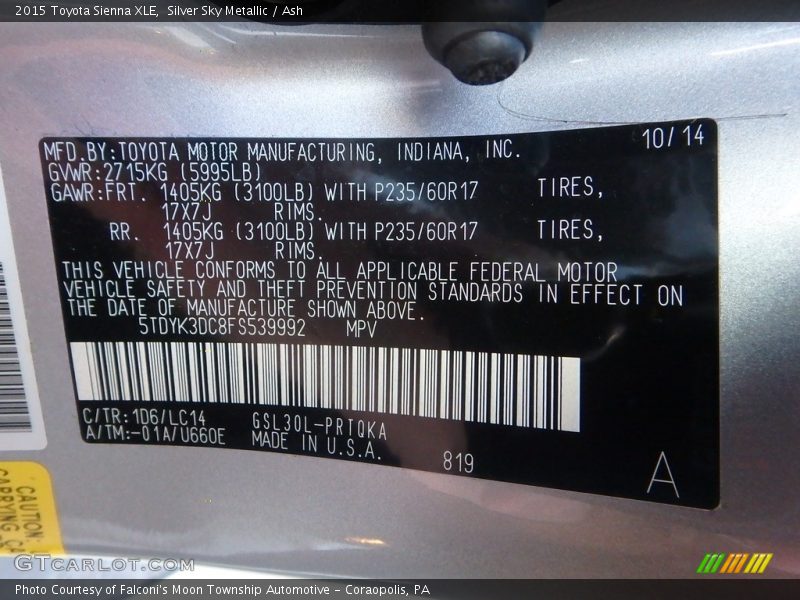 2015 Toyota Sienna XLE,  Silver Sky Metallic / Ash
MFD.BY:TOYOTA MOTOR MANUFACTURING, INDIANA, INC. 10/14
GVWR:2715KG (5995LB)
GAWR:FRT. 1405KG (3100LB) WITH P235/60R17 TIRES,
17X7J RIMS.
RR. 1405KG (3100LB) WITH P235/60R17 TIRES,
17X7J RIMS.
THIS VEHICLE CONFORMS TO ALL APPLICABLE FEDERAL MOTOR
VEHICLE SAFETY AND THEFT PREVENTION STANDARDS IN EFFECT ON
THE DATE OF MANUFACTURE SHOWN ABOVE.
5TDYK3DC8FS539992 MPV
C/TR:1D6/LC14 GSL30L-PRTQKA
A/TM:-01A/U660E MADE IN U.S.A.
819 A
CAUTION:
CARRYING
GTcarlot.com
Photo Courtesy of Falconi's Moon Township Automotive - Coraopolis, PA